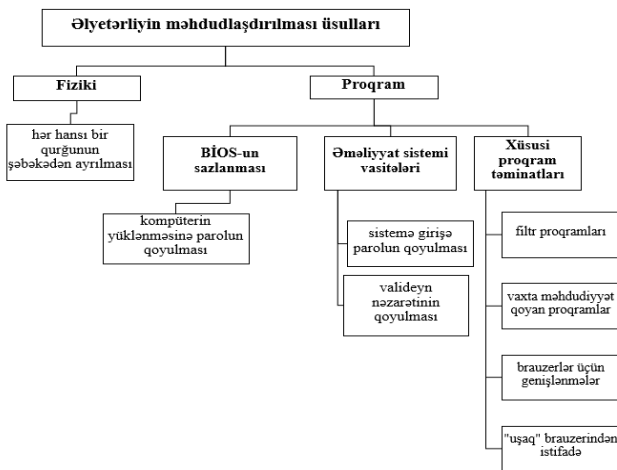 Əlyetərliyin məhdudlaşdırılması üsulları
Fiziki
Proqram
hər hansı bir
qurğunun
şəbəkədən ayrılması
BİOS-un
sazlanması
Əməliyyat sistemi
vasitələri
Xüsusi
proqram
təminatları
kompüterin
yüklənməsinə parolun
qoyulması
sistemə girişə
parolun qoyulması
valideyn
nəzarətinin
qoyulması
filtr proqramları
vaxta məhdudiyyət
qoyan proqramlar
brauzerlər üçün
genişlənmələr
"uşaq" brauzerindən
istifadə